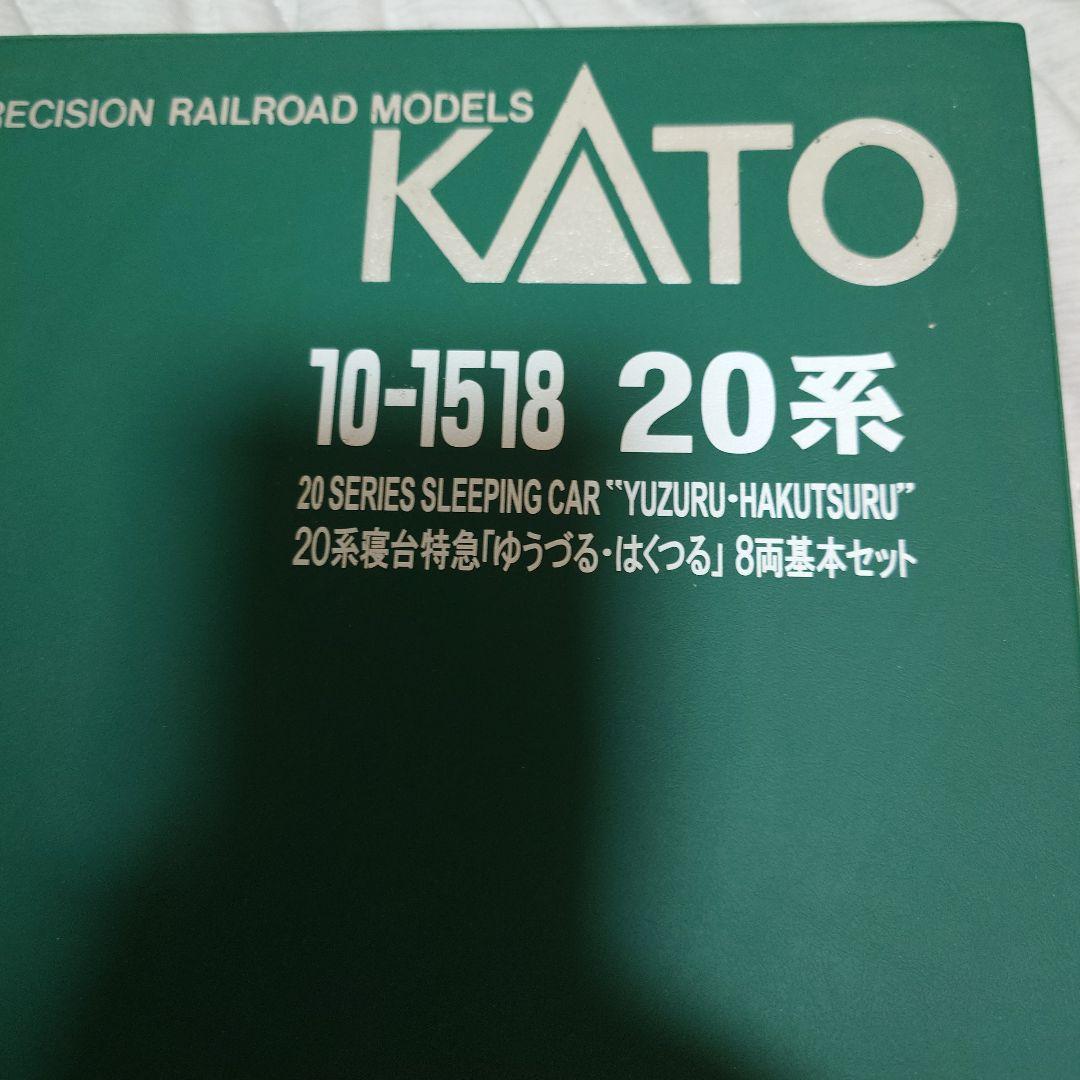 RECISION RAILROAD MODELS
KATO
10-1518 20系
20 SERIES SLEEPING CAR "YUZURU・HAKUTSURU"
20系寝台特急「ゆうづる・はくつる」 8両基本セット